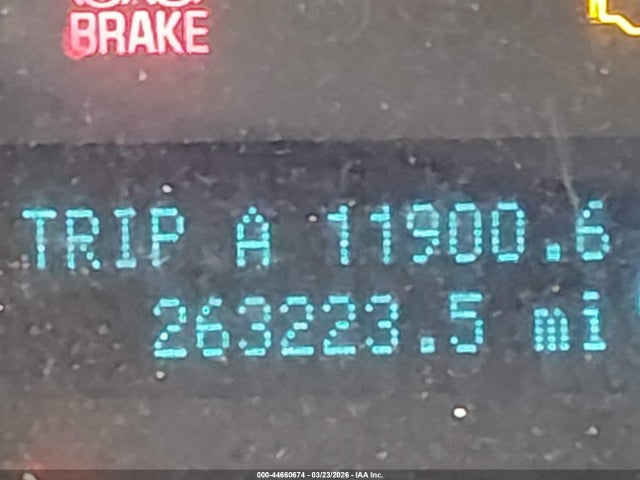 BRAKE
TRIP A 11900.6
263223.5 mi
000-44660674 - 03/23/2026 - IAA Inc.